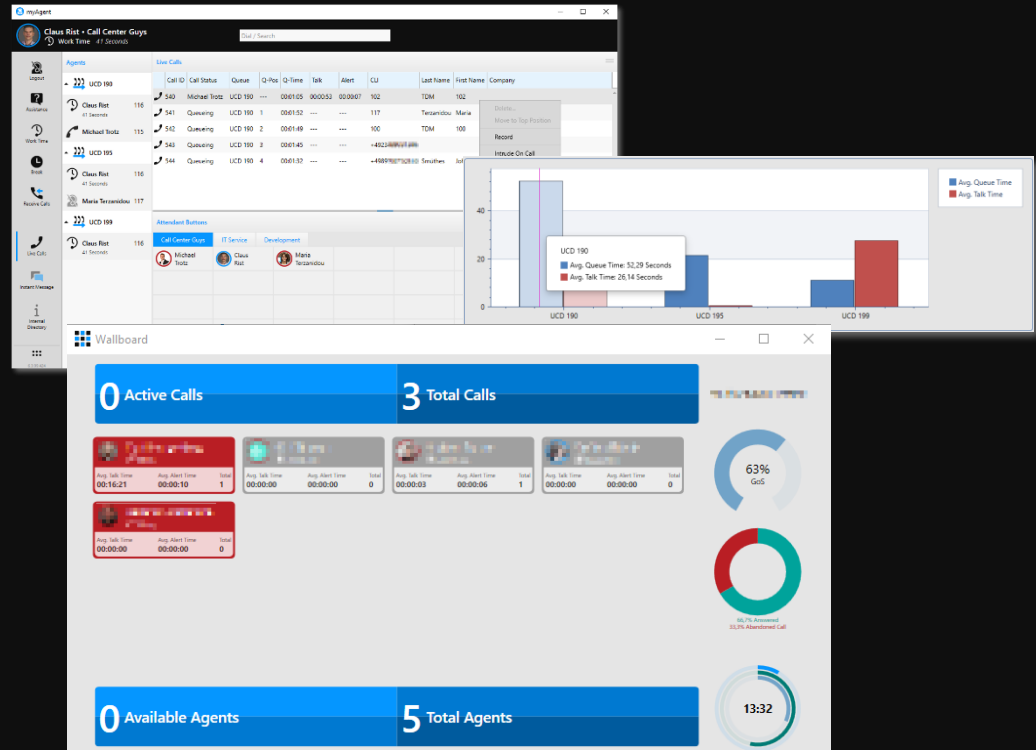 myAgent
Claus Rist • Call Center Guys
Work Time 41 Seconds
Dial / Search
Logout
Assistance
Work Time
Break
Receive Calls
Live Calls
Instant Message
Internal
Directory
Agents
UCD 190
Claus Rist 116
41 Seconds
Michael Trotz 115
UCD 195
Claus Rist 116
41 Seconds
Maria Terzanidou 117
UCD 199
Claus Rist 116
41 Seconds
Live Calls
Call ID Call Status Queue Q-Pos Q-Time Talk Alert CLI Last Name First Name Company
540 Michael Trotz UCD 190 --- 00:01:05 00:00:53 00:00:07 102 TDM 102
541 Queueing UCD 190 1 00:01:52 --- --- 117 Terzanidou Maria
542 Queueing UCD 190 2 00:01:49 --- --- 100 TDM 100
543 Queueing UCD 190 3 00:01:45 --- ---
544 Queueing UCD 190 4 00:01:32 --- --- Smithes
Delete...
Move to Top Position
Record
Intrude On Call
Attendant Buttons
Call Center Guys IT Service Development
Michael
Trotz
Claus
Rist
Maria
Terzanidou
40
20
0
UCD 190
Avg. Queue Time: 52,29 Seconds
Avg. Talk Time: 26,14 Seconds
UCD 190 UCD 195 UCD 199
Avg. Queue Time
Avg. Talk Time
Wallboard
0 Active Calls 3 Total Calls
Avg. Talk Time Avg. Alert Time Total
00:16:21 00:00:10 1
Avg. Talk Time Avg. Alert Time Total
00:00:00 00:00:00 0
Avg. Talk Time Avg. Alert Time Total
00:00:03 00:00:06 1
Avg. Talk Time Avg. Alert Time Total
00:00:00 00:00:00 0
Avg. Talk Time Avg. Alert Time Total
00:00:00 00:00:00 0
63%
GoS
66,7% Answered
33,3% Abandoned Call
0 Available Agents 5 Total Agents
13:32